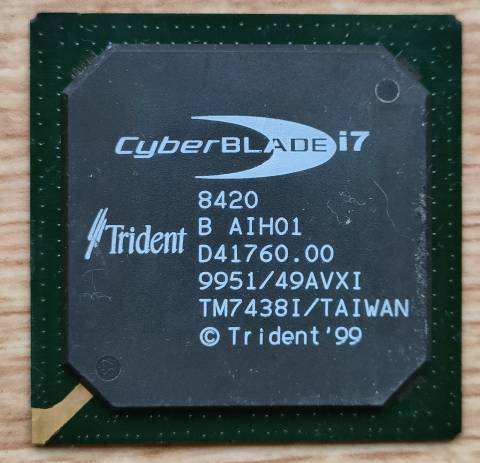 CyberBLADE i7
8420
B AIH01
Trident
D41760.00
9951/49AVXI
TM7438I/TAIWAN
© Trident '99